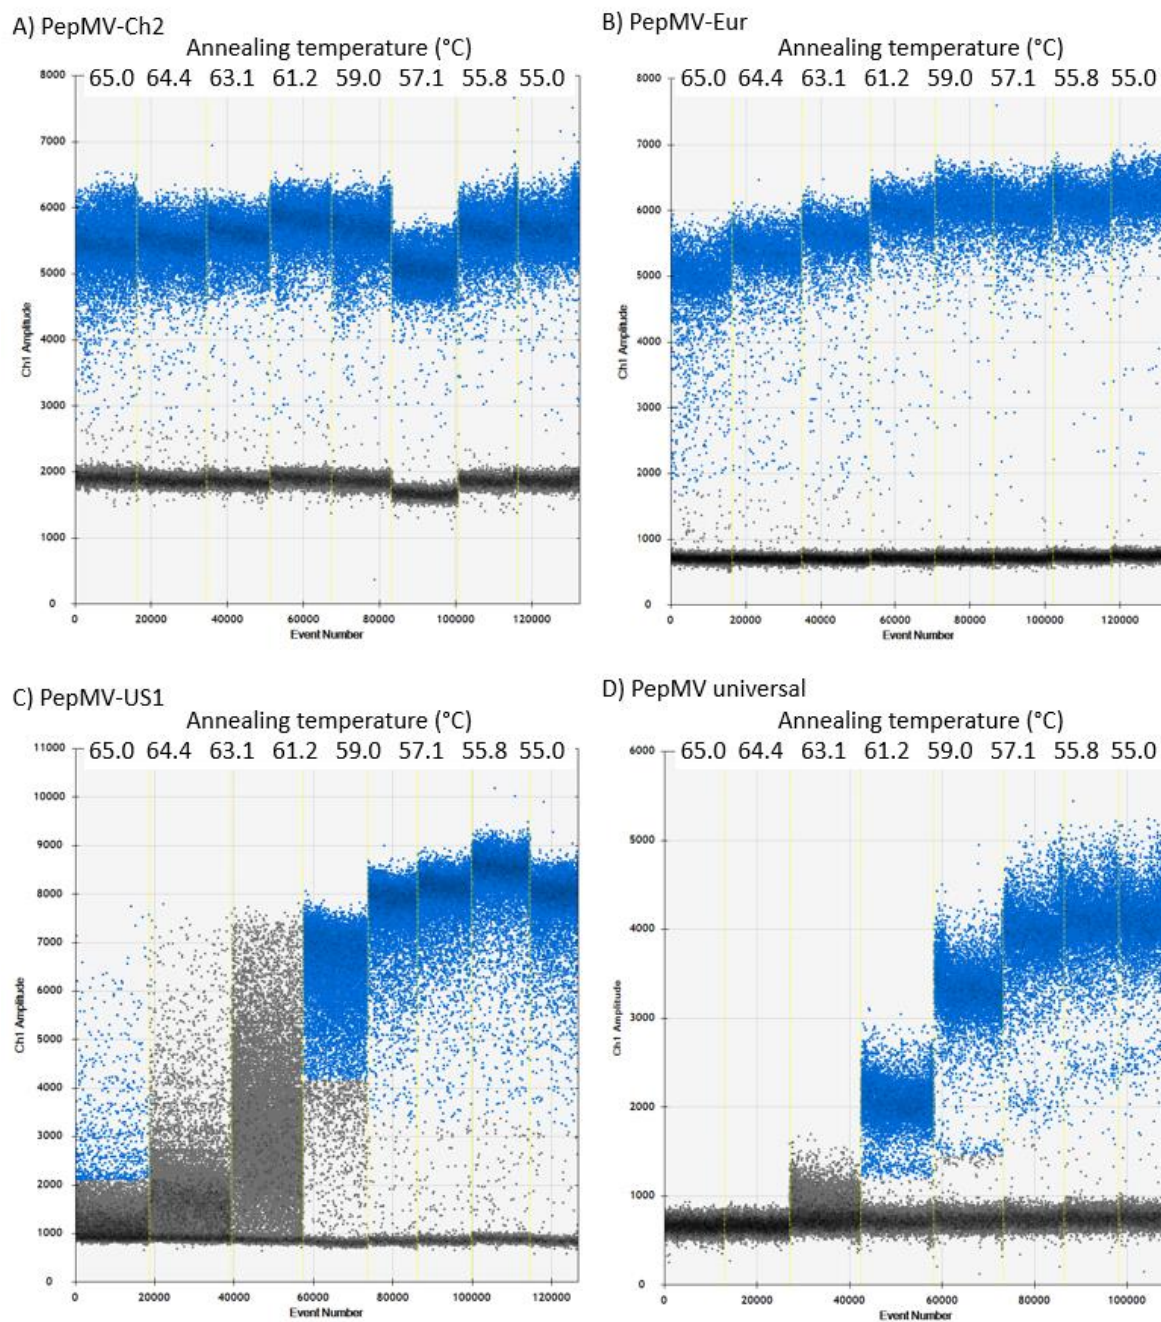 A) PepMV-Ch2
Annealing temperature (°C)
65.0 64.4 63.1 61.2 59.0 57.1 55.8 55.0
8000
7000
6000
5000
4000
3000
2000
1000
0
Ch1 Amplitude
0 20000 40000 60000 80000 100000 120000
Event Number
B) PepMV-Eur
Annealing temperature (°C)
65.0 64.4 63.1 61.2 59.0 57.1 55.8 55.0
8000
7000
6000
5000
4000
3000
2000
1000
0
Ch1 Amplitude
0 20000 40000 60000 80000 100000 120000
Event Number
C) PepMV-US1
Annealing temperature (°C)
65.0 64.4 63.1 61.2 59.0 57.1 55.8 55.0
11000
10000
9000
8000
7000
6000
5000
4000
3000
2000
1000
0
Ch1 Amplitude
0 20000 40000 60000 80000 100000 120000
Event Number
D) PepMV universal
Annealing temperature (°C)
65.0 64.4 63.1 61.2 59.0 57.1 55.8 55.0
6000
5000
4000
3000
2000
1000
0
Ch1 Amplitude
0 20000 40000 60000 80000 100000
Event Number